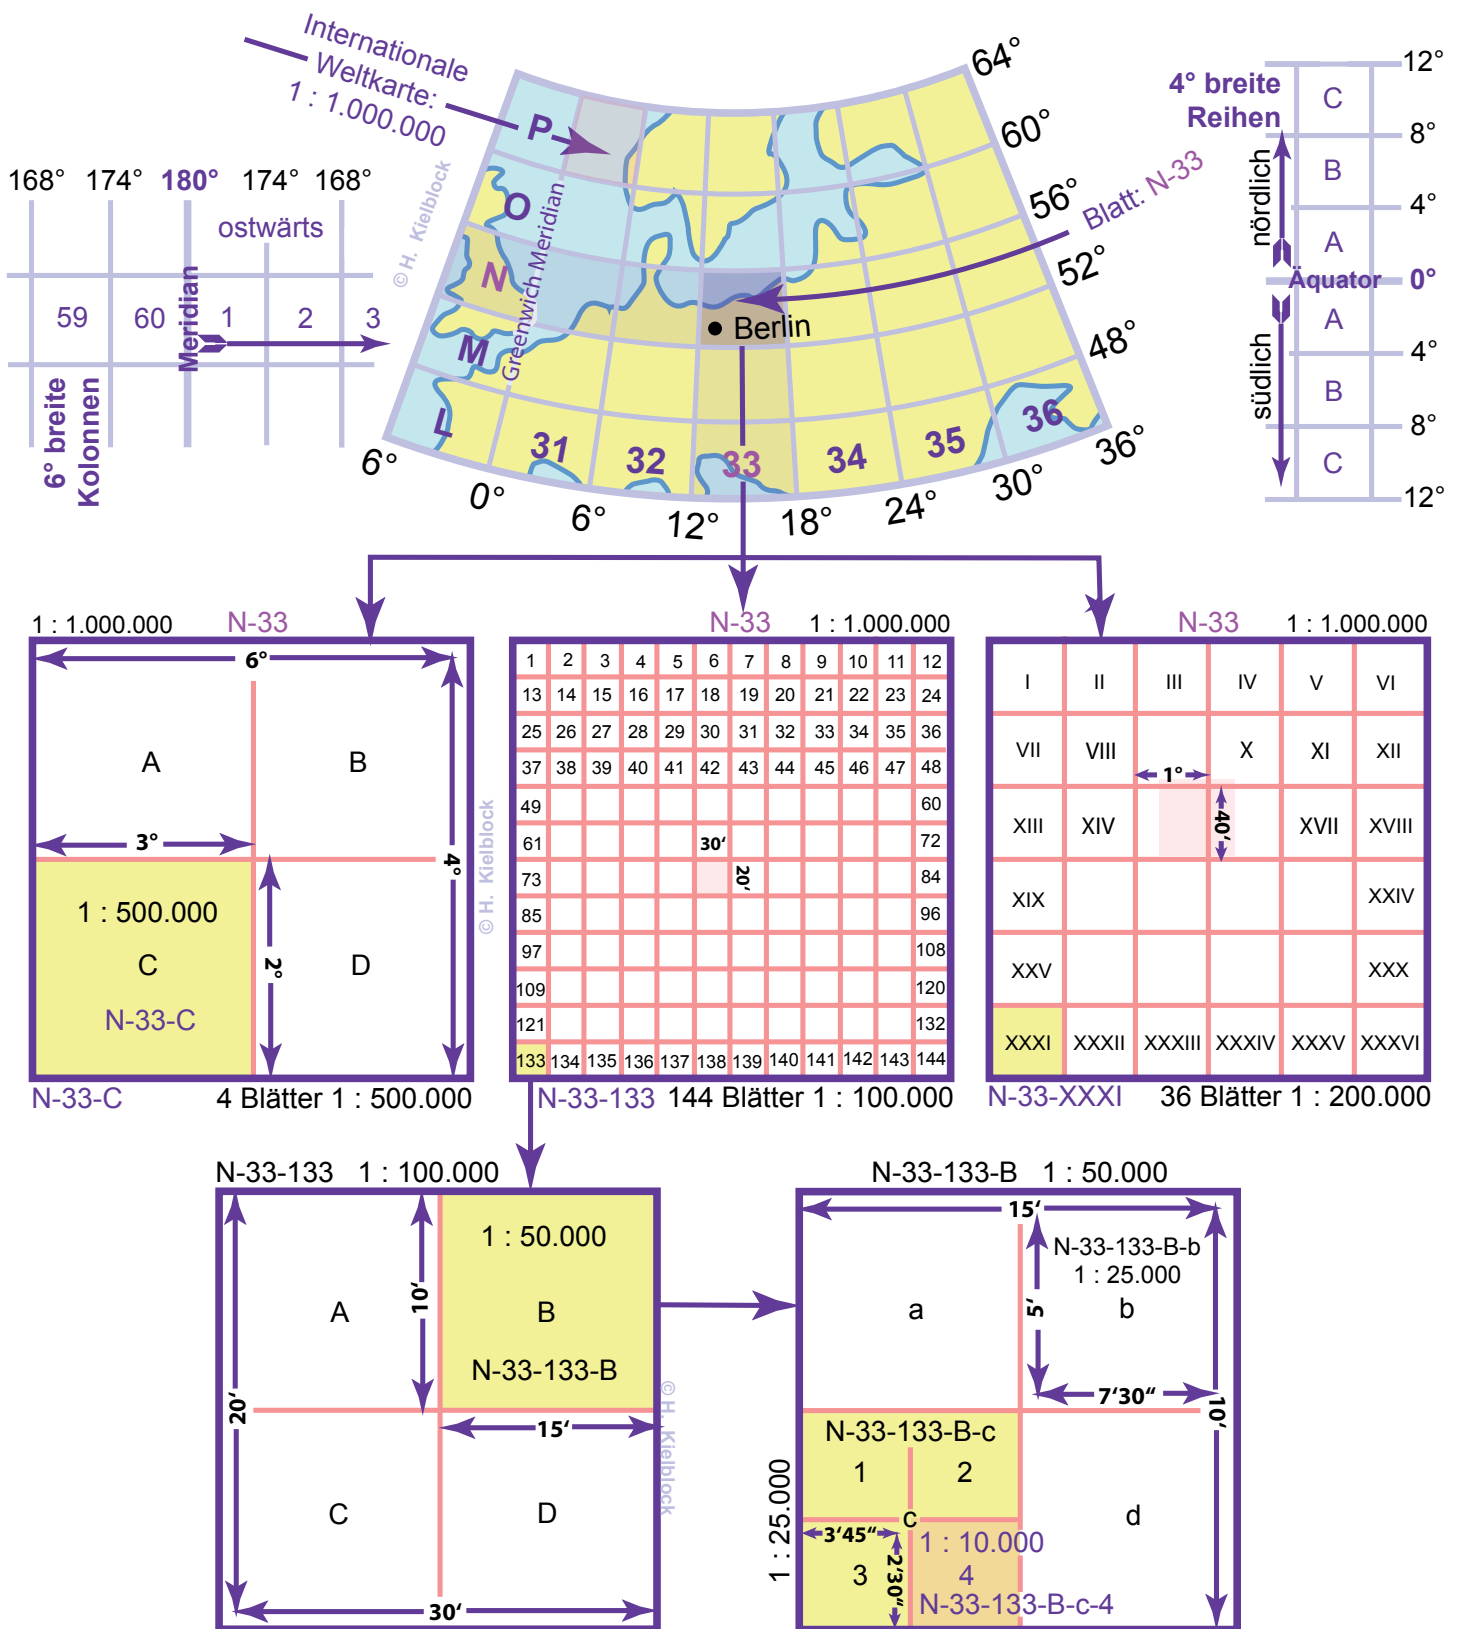 Internationale
Weltkarte:
1 : 1.000.000
64°
60°
56°
52°
48°
P
O
N
M
L
© H. Kielblock
Greenwich Meridian
Blatt: N-33
Berlin
31
32
33
34
35
36
6°
0°
6°
12°
18°
24°
30°
36°
168°
174°
180°
174°
168°
ostwärts
59
60
1
2
3
Meridian
6° breite
Kolonnen
4° breite
Reihen
12°
C
8°
B
4°
A
Äquator
0°
A
4°
B
8°
C
12°
nördlich
südlich
1 : 1.000.000
N-33
6°
A
B
3°
4°
1 : 500.000
C
2°
D
N-33-C
N-33-C
4 Blätter 1 : 500.000
© H. Kielblock
N-33
1 : 1.000.000
1 2 3 4 5 6 7 8 9 10 11 12
13 14 15 16 17 18 19 20 21 22 23 24
25 26 27 28 29 30 31 32 33 34 35 36
37 38 39 40 41 42 43 44 45 46 47 48
49 60
61 30‘ 72
73 20‘ 84
85 96
97 108
109 120
121 132
133 134 135 136 137 138 139 140 141 142 143 144
N-33-133
144 Blätter 1 : 100.000
N-33
1 : 1.000.000
I II III IV V VI
VII VIII X XI XII
1°
XIII XIV 40‘ XVII XVIII
XIX XXIV
XXV XXX
XXXI XXXII XXXIII XXXIV XXXV XXXVI
N-33-XXXI
36 Blätter 1 : 200.000
N-33-133 1 : 100.000
1 : 50.000
A
10‘
B
N-33-133-B
20‘
15‘
C
D
30‘
© H. Kielblock
N-33-133-B 1 : 50.000
15‘
N-33-133-B-b
1 : 25.000
a
5‘
b
7‘30“
10‘
N-33-133-B-c
1
2
c
d
1 : 25.000
3‘45“
1 : 10.000
3
2‘30“
4
N-33-133-B-c-4